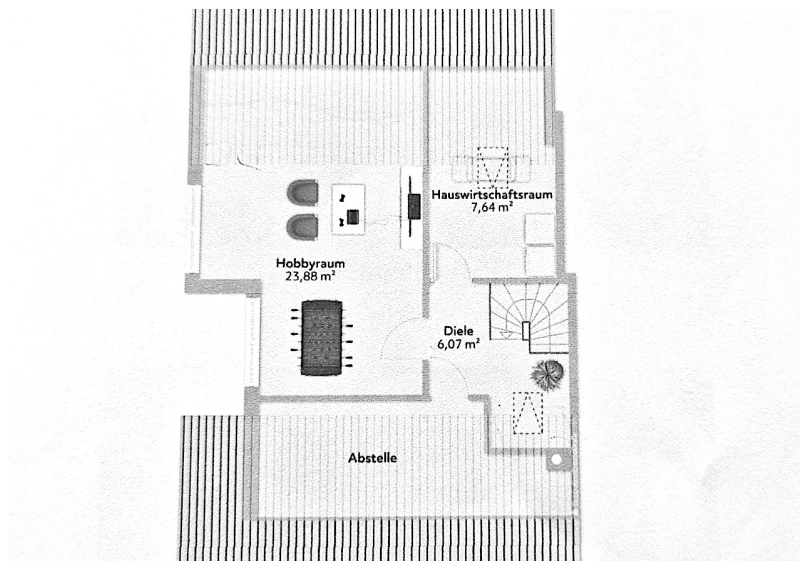 Hauswirtschaftsraum
7,64 m²
Hobbyraum
23,88 m²
Diele
6,07 m²
Abstelle